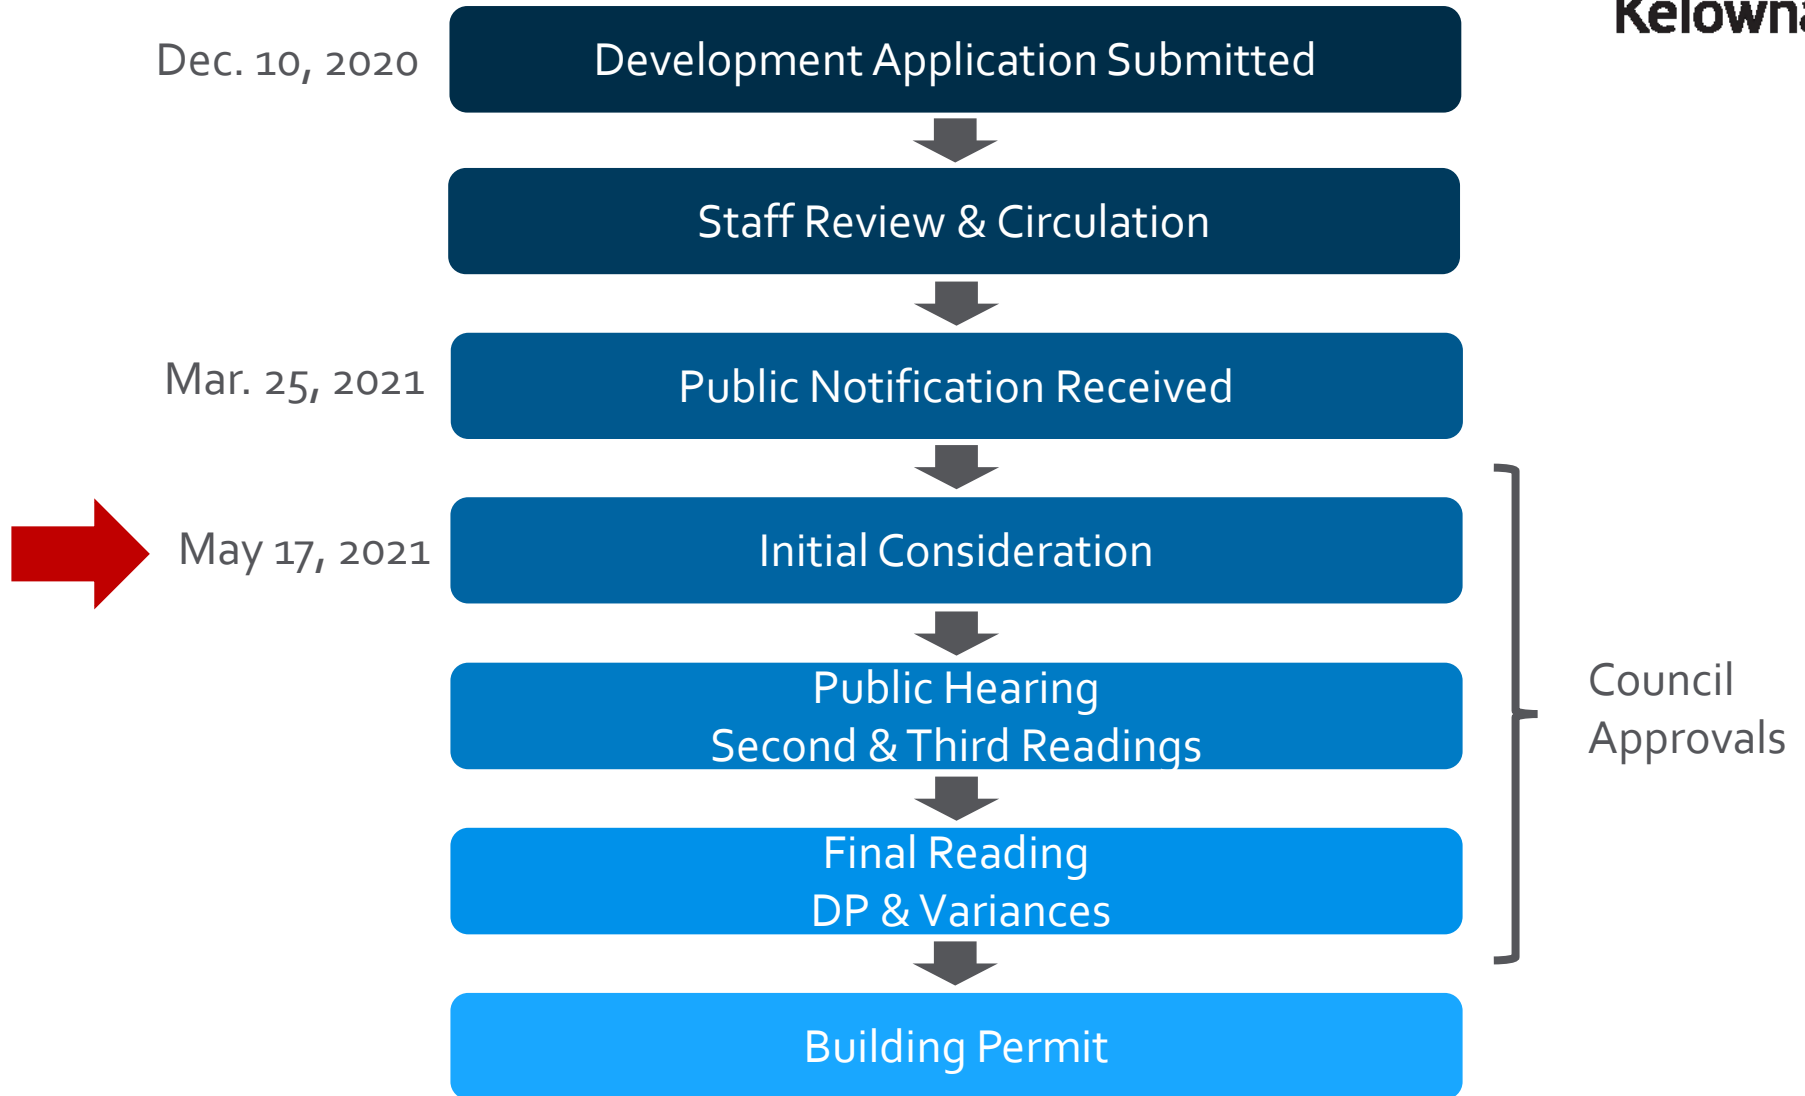 Kelowna
Dec. 10, 2020
Development Application Submitted
Staff Review & Circulation
Mar. 25, 2021
Public Notification Received
May 17, 2021
Initial Consideration
Public Hearing
Second & Third Readings
Council
Approvals
Final Reading
DP & Variances
Building Permit